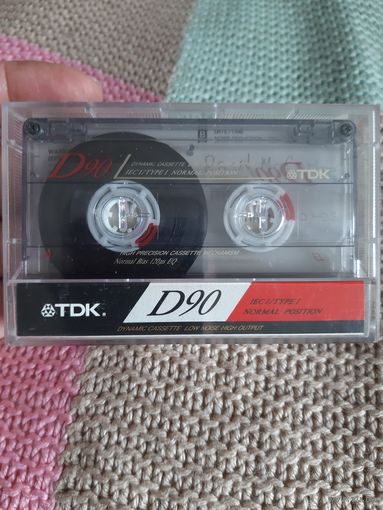 B
D90
DYNAMIC CASSETTE
IEC I/TYPE I NORMAL POSITION
TDK
HIGH PRECISION CASSETTE MECHANISM
Normal Bias 120μs EQ
TDK
D90
IEC I/TYPE I
NORMAL POSITION
DYNAMIC CASSETTE LOW NOISE HIGH OUTPUT